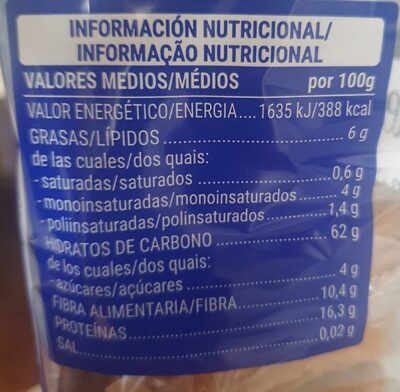 INFORMACIÓN NUTRICIONAL/
INFORMAÇÃO NUTRICIONAL
VALORES MEDIOS/MÉDIOS por 100g
VALOR ENERGÉTICO/ENERGIA.... 1635 kJ/388 kcal
GRASAS/LÍPIDOS .......................... 6 g
de las cuales/dos quais:
- saturadas/saturados ....................0,6 g
- monoinsaturadas/monoinsaturados ........ 4 g
- poliinsaturadas/polinsaturados..........1,4 g
HIDRATOS DE CARBONO ................ 62 g
de los cuales/dos quais:
- azúcares/açúcares ..................... 4 g
FIBRA ALIMENTARIA/FIBRA............ 10,4 g
PROTEÍNAS............................ 16,3 g
SAL.................................. 0,02 g